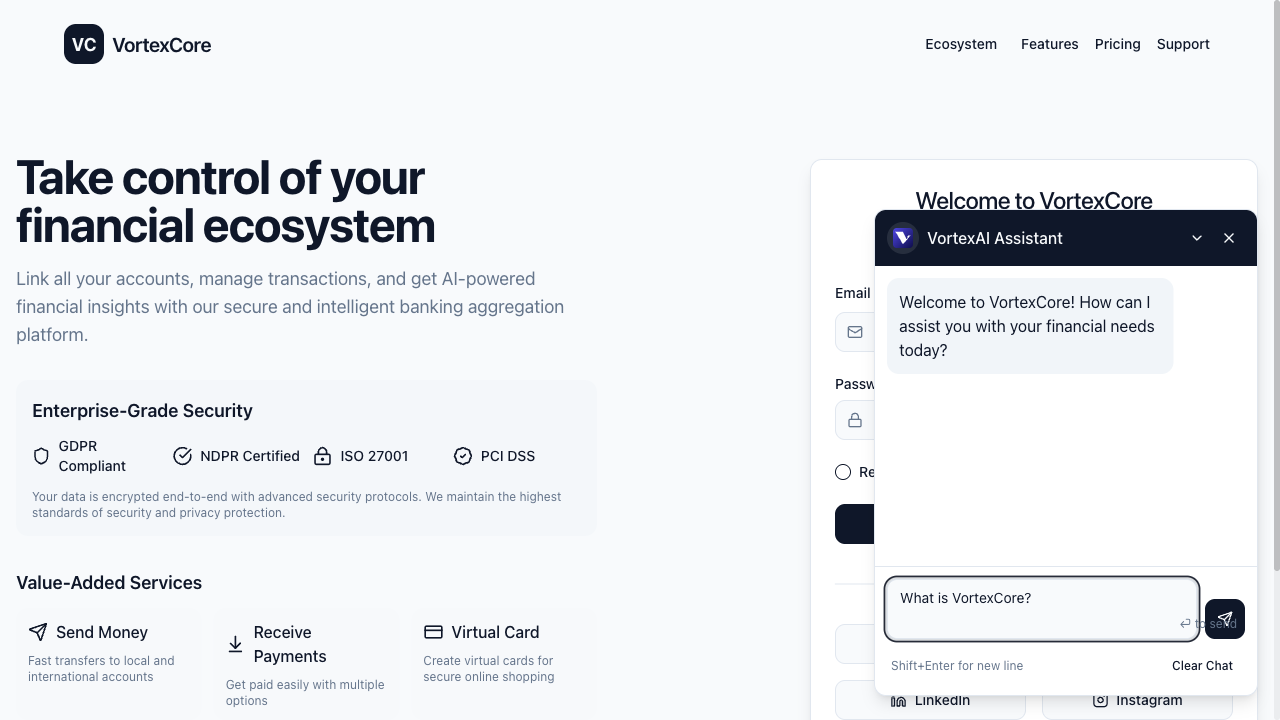 VC VortexCore
Ecosystem Features Pricing Support
Take control of your
financial ecosystem
Link all your accounts, manage transactions, and get AI-powered
financial insights with our secure and intelligent banking aggregation
platform.
Enterprise-Grade Security
GDPR
Compliant
NDPR Certified
ISO 27001
PCI DSS
Your data is encrypted end-to-end with advanced security protocols. We maintain the highest
standards of security and privacy protection.
Value-Added Services
Send Money
Fast transfers to local and
international accounts
Receive
Payments
Get paid easily with multiple
options
Virtual Card
Create virtual cards for
secure online shopping
Welcome to VortexCore
Email
Passw
Re
VortexAI Assistant
Welcome to VortexCore! How can I
assist you with your financial needs
today?
What is VortexCore?
to send
Shift+Enter for new line
Clear Chat
LinkedIn
Instagram